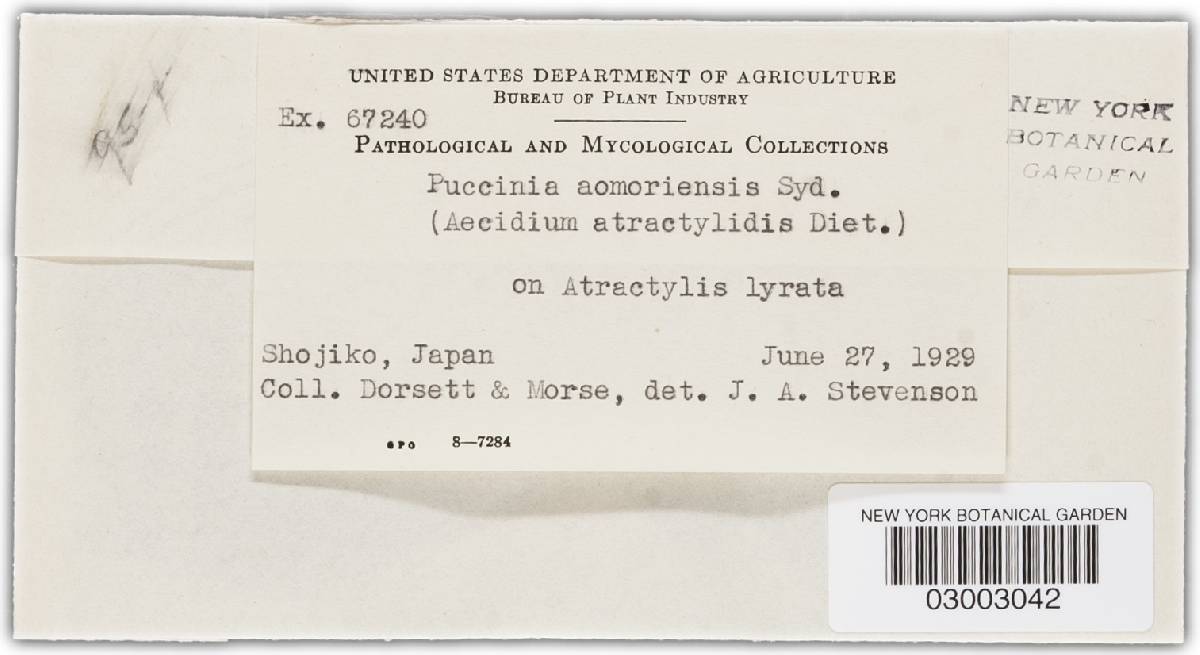 UNITED STATES DEPARTMENT OF AGRICULTURE
BUREAU OF PLANT INDUSTRY
Ex. 67240
PATHOLOGICAL AND MYCOLOGICAL COLLECTIONS
Puccinia aomoriensis Syd.
(Aecidium atractylidis Diet.)
on Atractylis lyrata
Shojiko, Japan June 27, 1929
Coll. Dorsett & Morse, det. J. A. Stevenson
GPO 8—7284
NEW YORK
BOTANICAL
GARDEN
NEW YORK BOTANICAL GARDEN
03003042